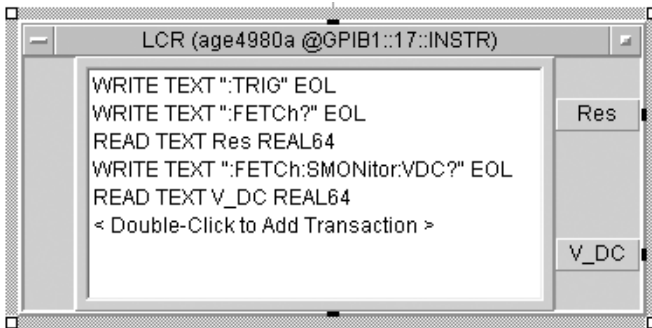 LCR (age4980a @GPIB1::17::INSTR)
WRITE TEXT ":TRIG" EOL
WRITE TEXT ":FETCh?" EOL
READ TEXT Res REAL64
WRITE TEXT ":FETCh:SMONitor:VDC?" EOL
READ TEXT V_DC REAL64
< Double-Click to Add Transaction >
Res
V_DC